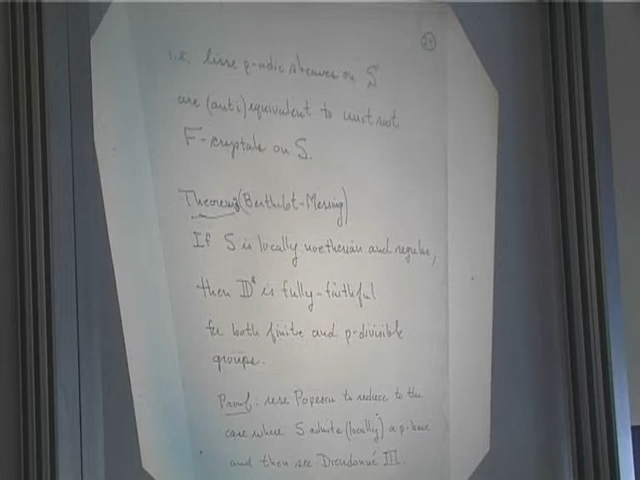 i.e. lisse p-adic sheaves on S
are (anti)equivalent to unit root
F-crystals on S.
Theorem 3 (Berthelot-Messing)
If S is locally noetherian and regular,
then D* is fully-faithful
for both finite and p-divisible
groups.
Proof. use Popescu to reduce to the
case where S admits (locally) a p-base
and then see Dieudonné III.